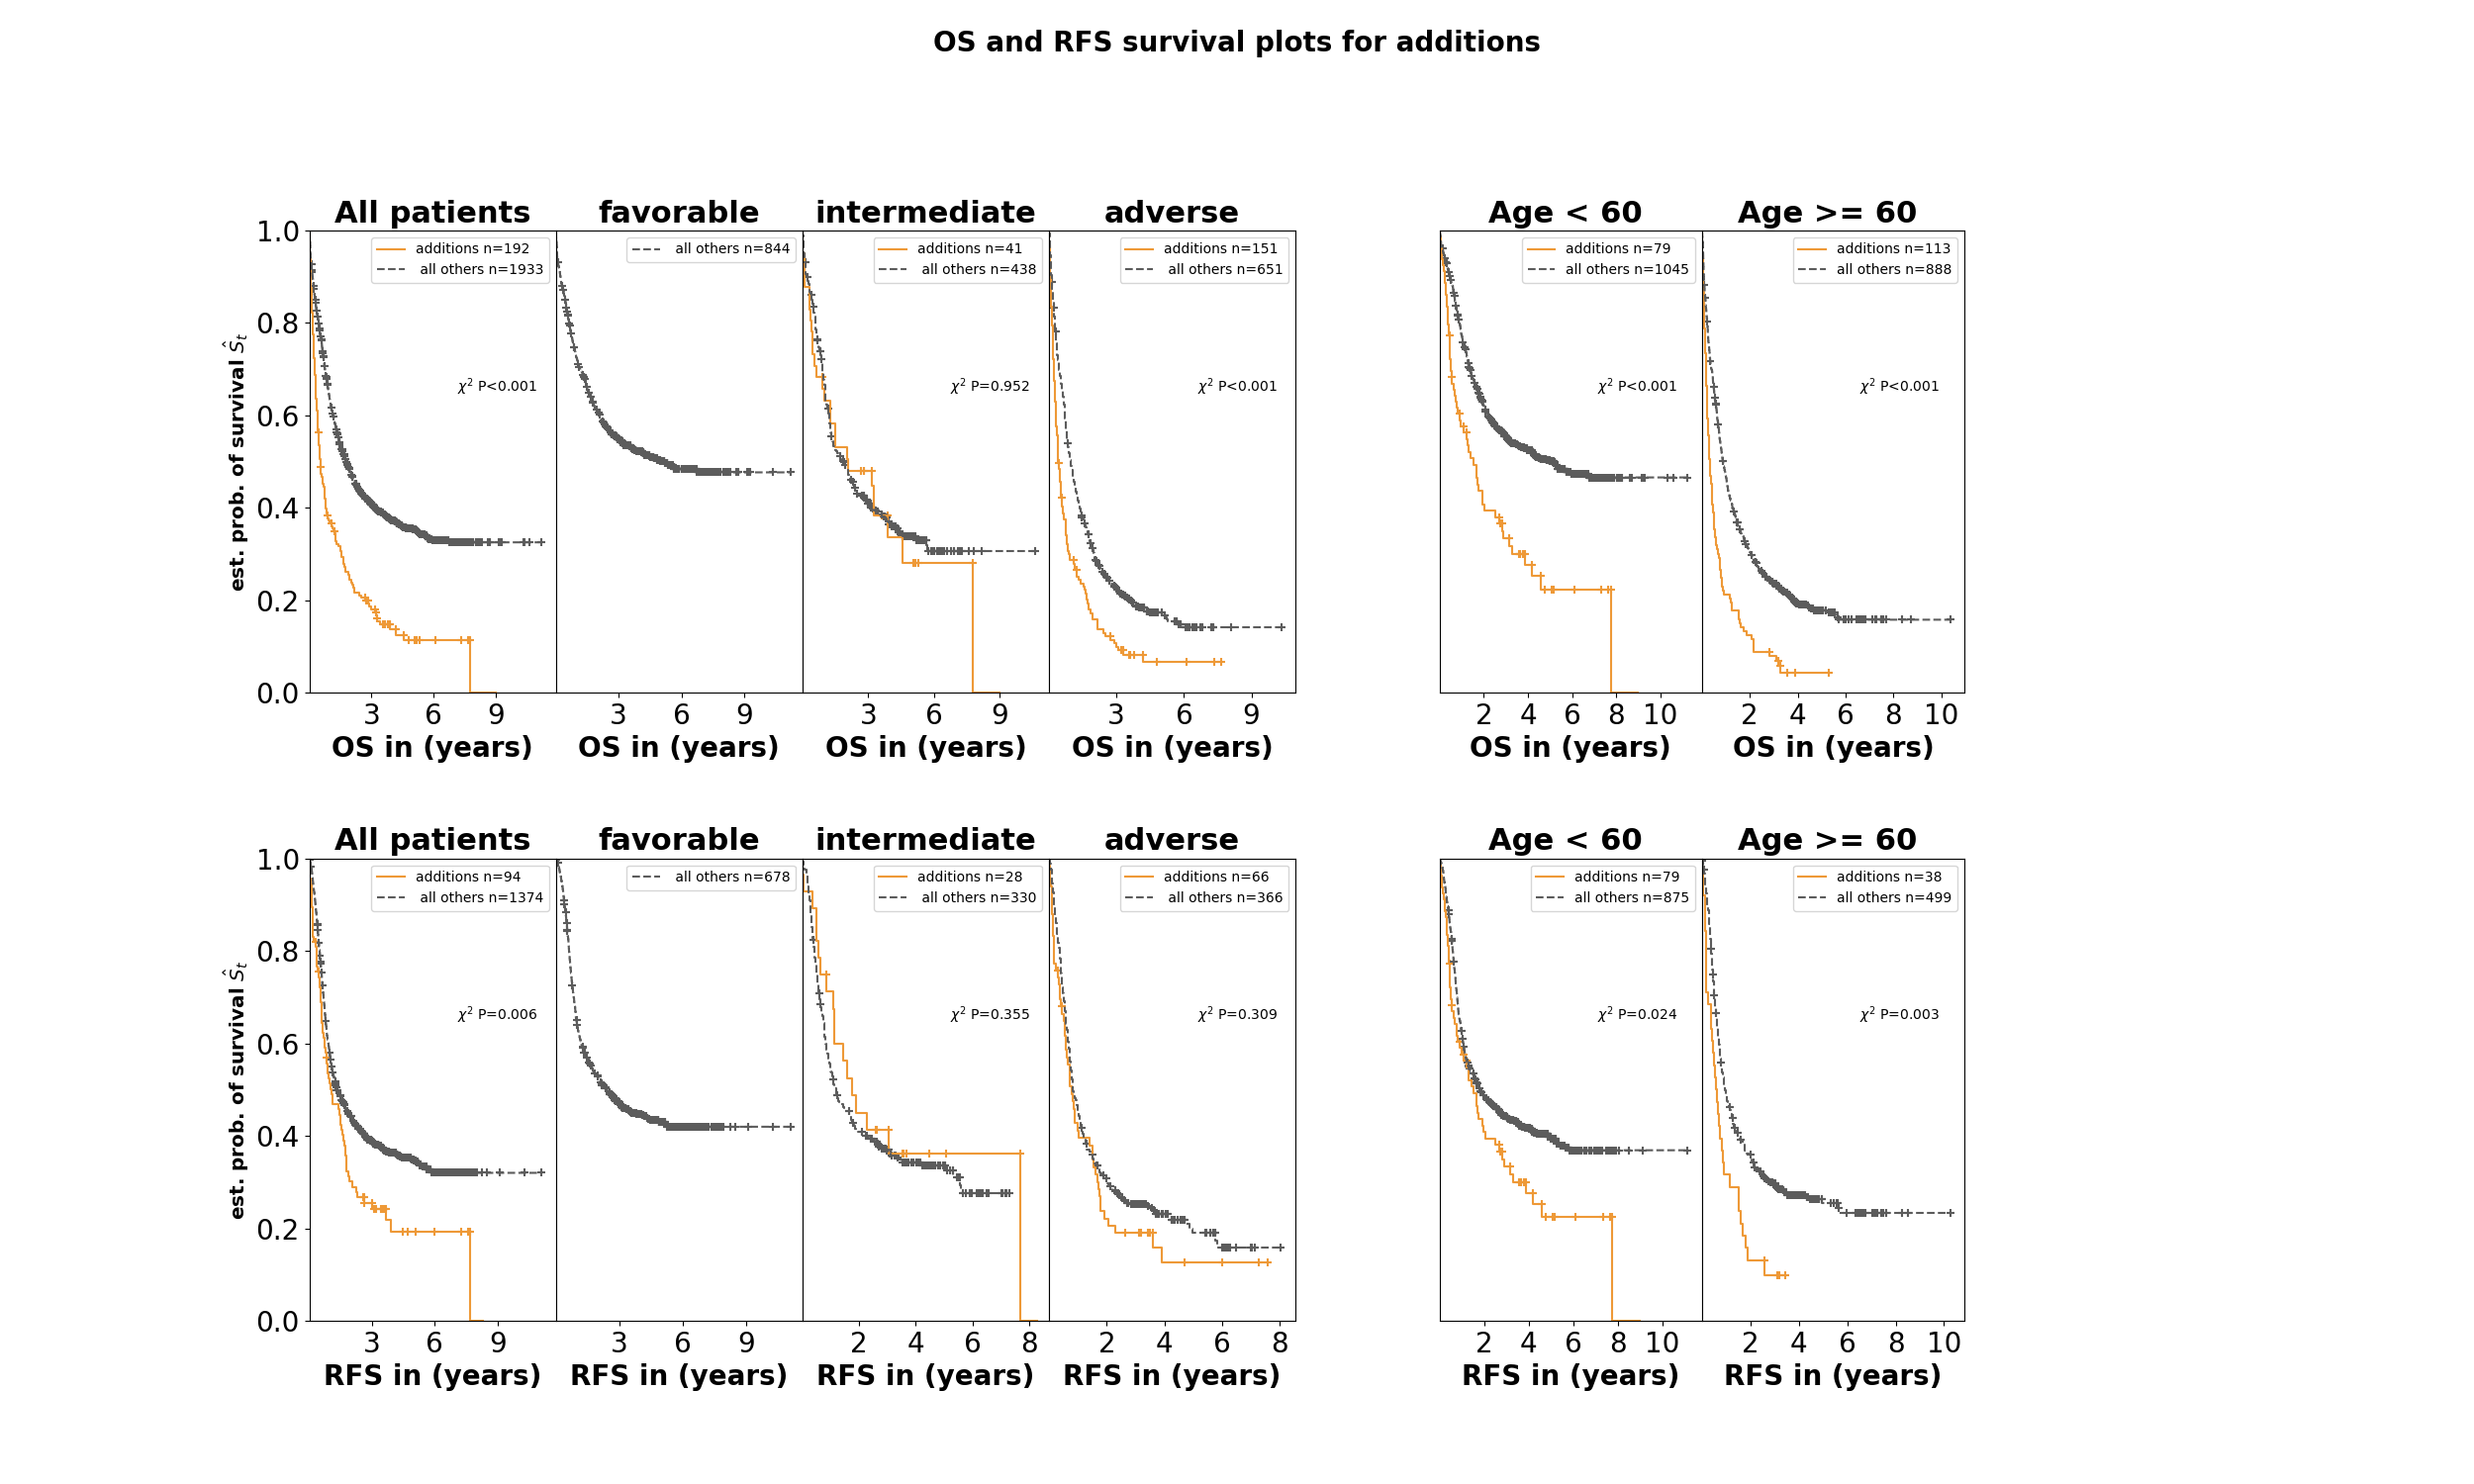 OS and RFS survival plots for additions
All patients favorable intermediate adverse Age < 60 Age >= 60
est. prob. of survival Ŝt
1.0
0.8
0.6
0.4
0.2
0.0
additions n=192
all others n=1933
χ² P<0.001
3 6 9
OS in (years)
all others n=844
3 6 9
OS in (years)
additions n=41
all others n=438
χ² P=0.952
3 6 9
OS in (years)
additions n=151
all others n=651
χ² P<0.001
3 6 9
OS in (years)
additions n=79
all others n=1045
χ² P<0.001
2 4 6 8 10
OS in (years)
additions n=113
all others n=888
χ² P<0.001
2 4 6 8 10
OS in (years)
All patients favorable intermediate adverse Age < 60 Age >= 60
est. prob. of survival Ŝt
1.0
0.8
0.6
0.4
0.2
0.0
additions n=94
all others n=1374
χ² P=0.006
3 6 9
RFS in (years)
all others n=678
3 6 9
RFS in (years)
additions n=28
all others n=330
χ² P=0.355
2 4 6 8
RFS in (years)
additions n=66
all others n=366
χ² P=0.309
2 4 6 8
RFS in (years)
additions n=79
all others n=875
χ² P=0.024
2 4 6 8 10
RFS in (years)
additions n=38
all others n=499
χ² P=0.003
2 4 6 8 10
RFS in (years)